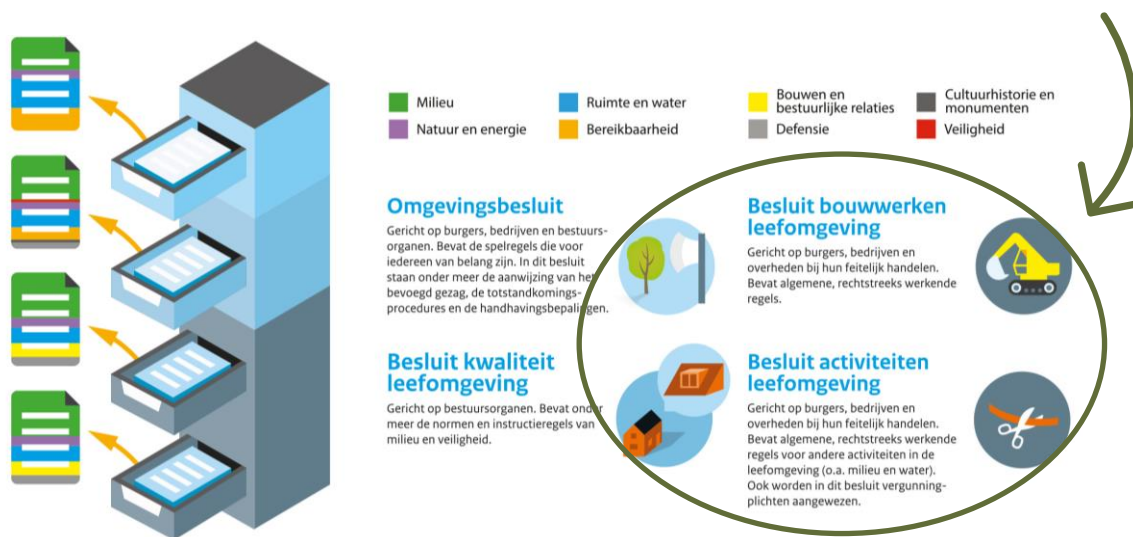 Milieu
Ruimte en water
Bouwen en
bestuurlijke relaties
Cultuurhistorie en
monumenten
Natuur en energie
Bereikbaarheid
Defensie
Veiligheid
Omgevingsbesluit
Gericht op burgers, bedrijven en bestuurs-
organen. Bevat de spelregels die voor
iedereen van belang zijn. In dit besluit
staan onder meer de aanwijzing van het
bevoegd gezag, de totstandkomings-
procedures en de handhavingsbepalingen.
Besluit bouwwerken
leefomgeving
Gericht op burgers, bedrijven en
overheden bij hun feitelijk handelen.
Bevat algemene, rechtstreeks werkende
regels.
Besluit kwaliteit
leefomgeving
Gericht op bestuursorganen. Bevat onder
meer de normen en instructieregels van
milieu en veiligheid.
Besluit activiteiten
leefomgeving
Gericht op burgers, bedrijven en
overheden bij hun feitelijk handelen.
Bevat algemene, rechtstreeks werkende
regels voor andere activiteiten in de
leefomgeving (o.a. milieu en water).
Ook worden in dit besluit vergunning-
plichten aangewezen.